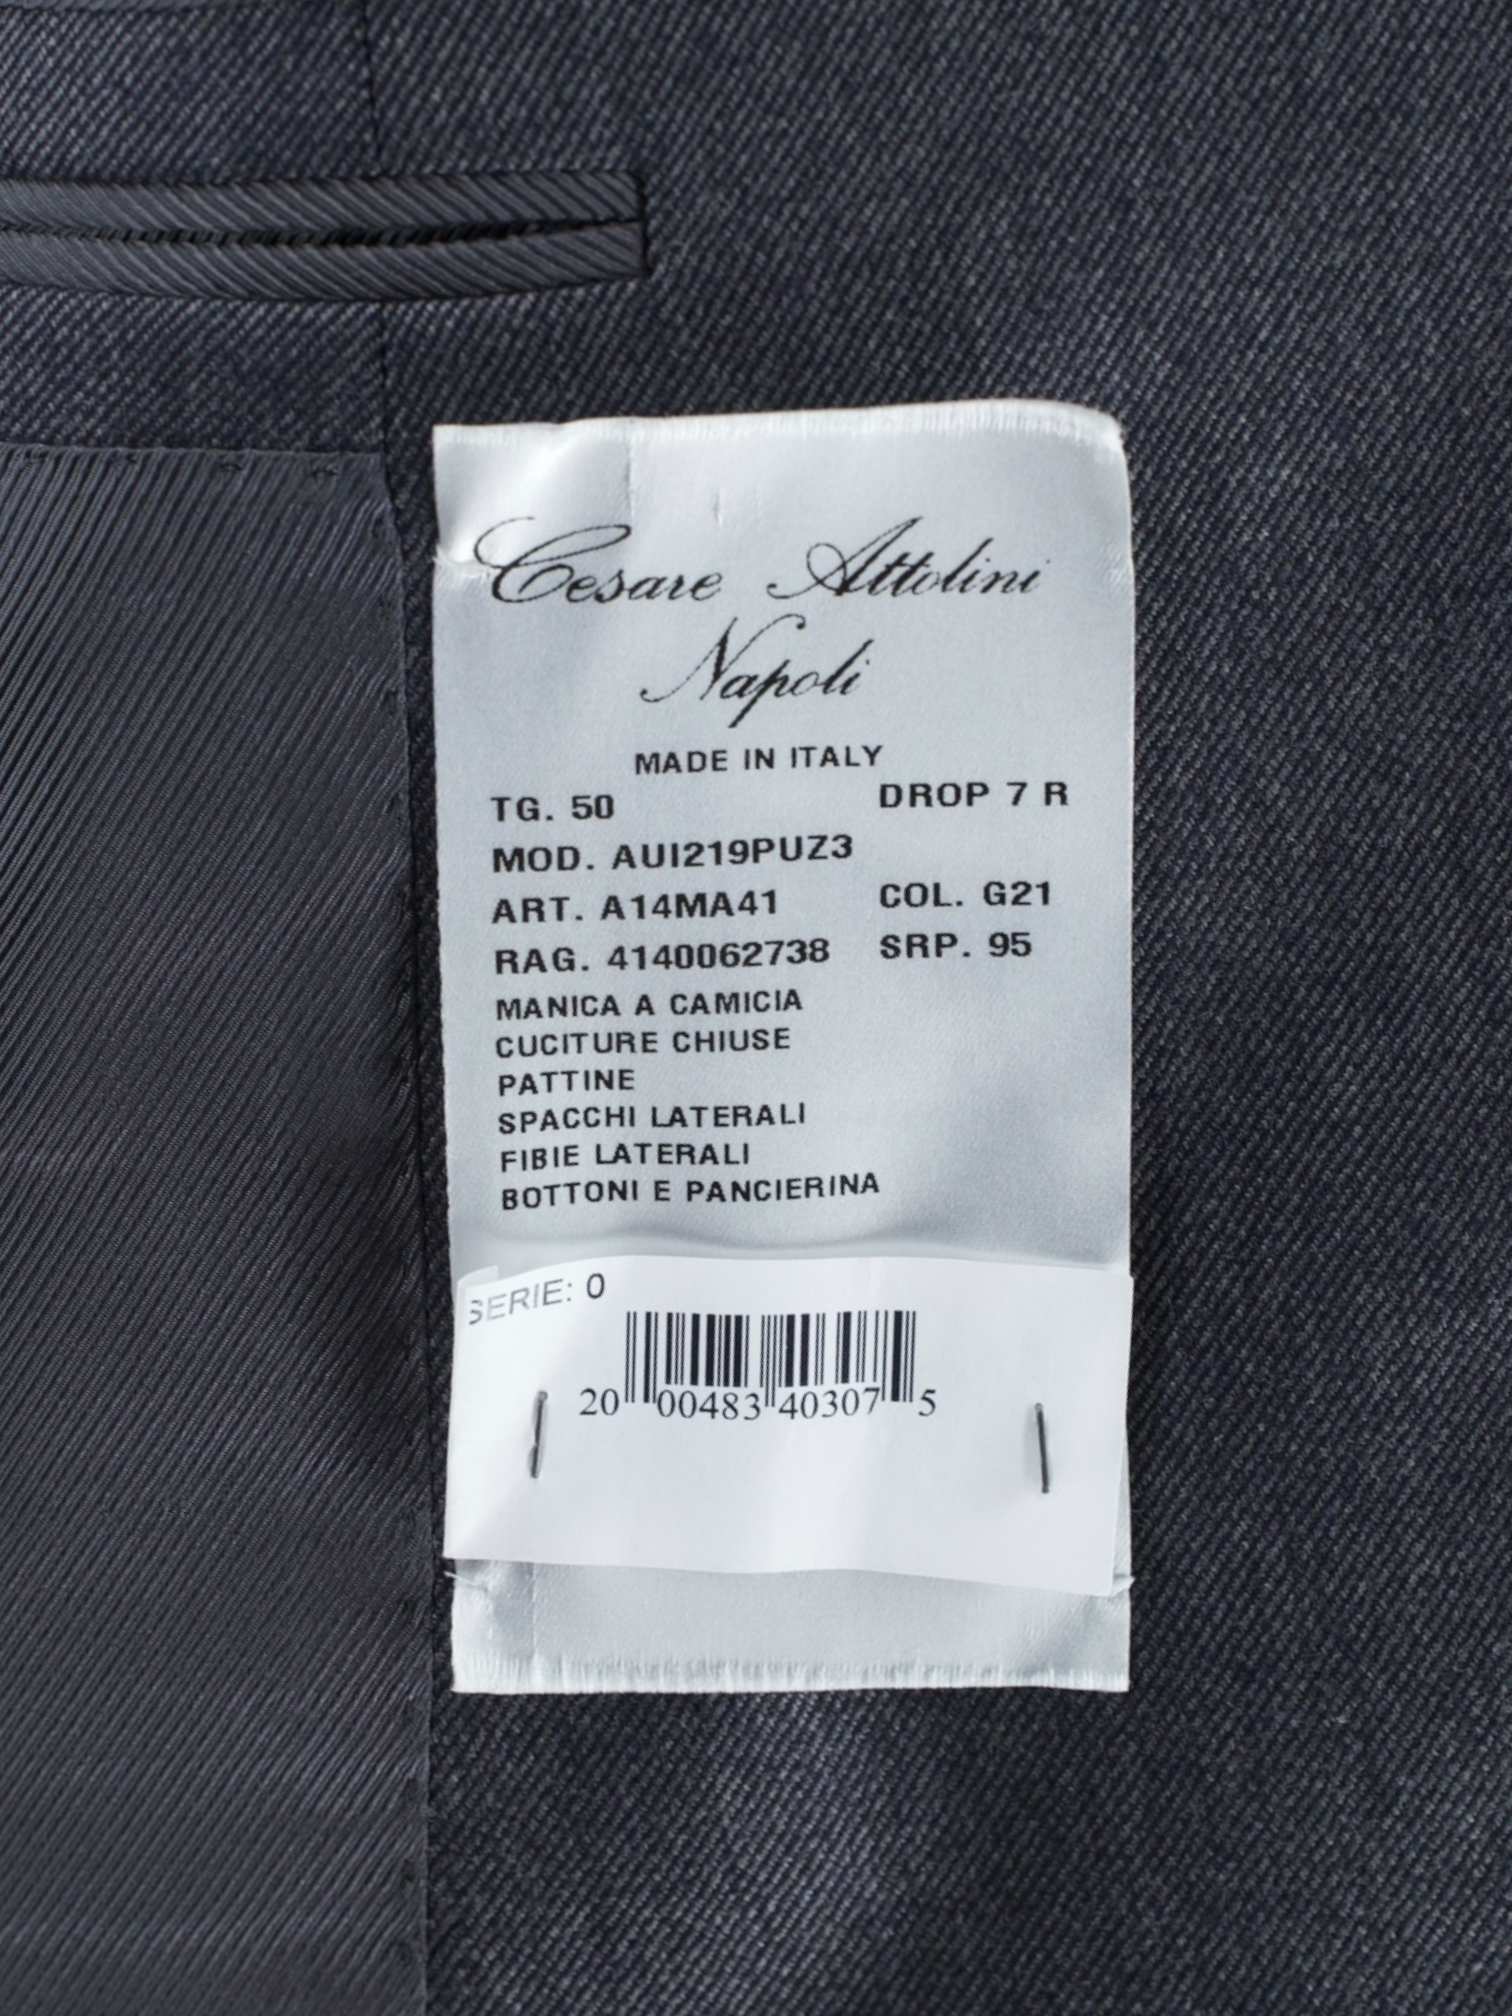 Cesare Attolini
Napoli
MADE IN ITALY
TG. 50 DROP 7 R
MOD. AUI219PUZ3
ART. A14MA41 COL. G21
RAG. 4140062738 SRP. 95
MANICA A CAMICIA
CUCITURE CHIUSE
PATTINE
SPACCHI LATERALI
FIBIE LATERALI
BOTTONI E PANCIERINA
SERIE: 0
20 00483 40307 5